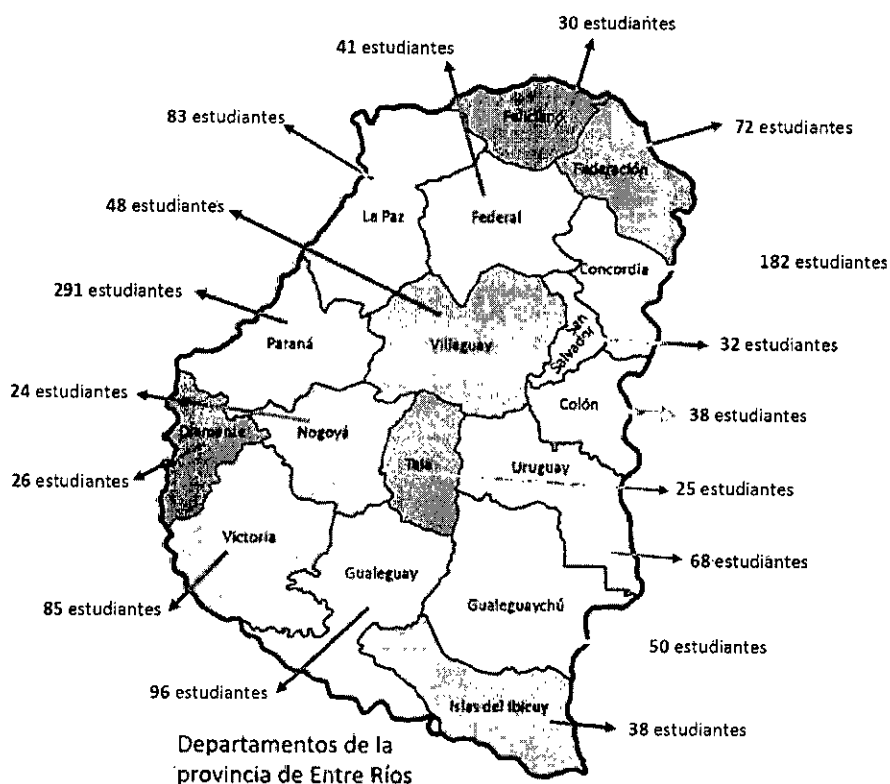 30 estudiantes
41 estudiantes
83 estudiantes
Feliciano
72 estudiantes
Federación
48 estudiantes
La Paz
Federal
Concordia
182 estudiantes
291 estudiantes
Paraná
Villaguay
San Salvador
32 estudiantes
24 estudiantes
Colón
38 estudiantes
Diamante
Nogoyá
Tala
Uruguay
26 estudiantes
25 estudiantes
Victoria
68 estudiantes
Gualeguay
Gualeguaychú
85 estudiantes
50 estudiantes
96 estudiantes
Islas del Ibicuy
38 estudiantes
Departamentos de la
provincia de Entre Ríos